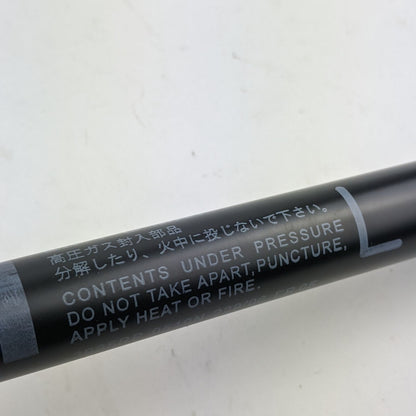 高圧ガス封入部品
分解したり、火中に投じないで下さい。
CONTENTS UNDER PRESSURE
DO NOT TAKE APART, PUNCTURE,
APPLY HEAT OR FIRE.
L